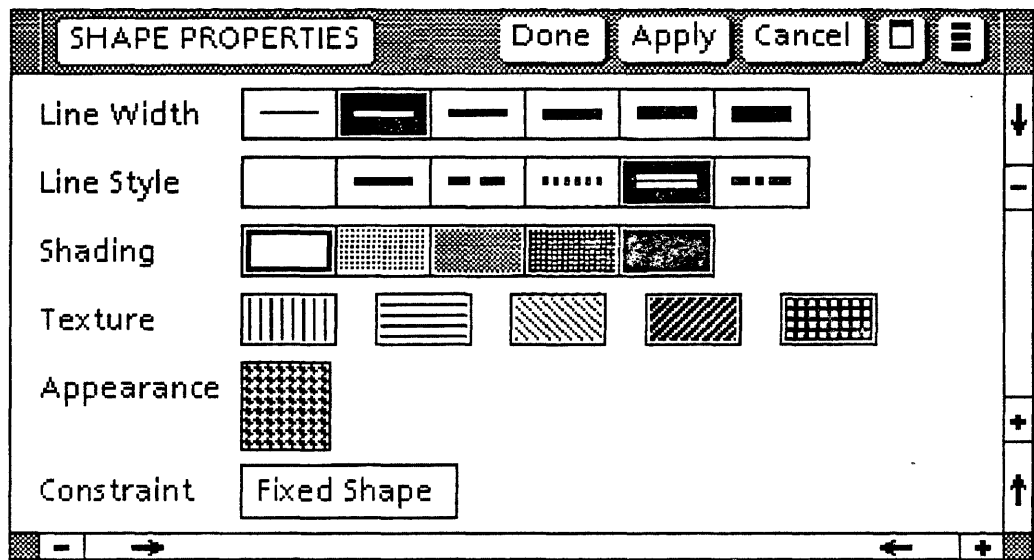 SHAPE PROPERTIES Done Apply Cancel
Line Width
Line Style
Shading
Texture
Appearance
Constraint Fixed Shape